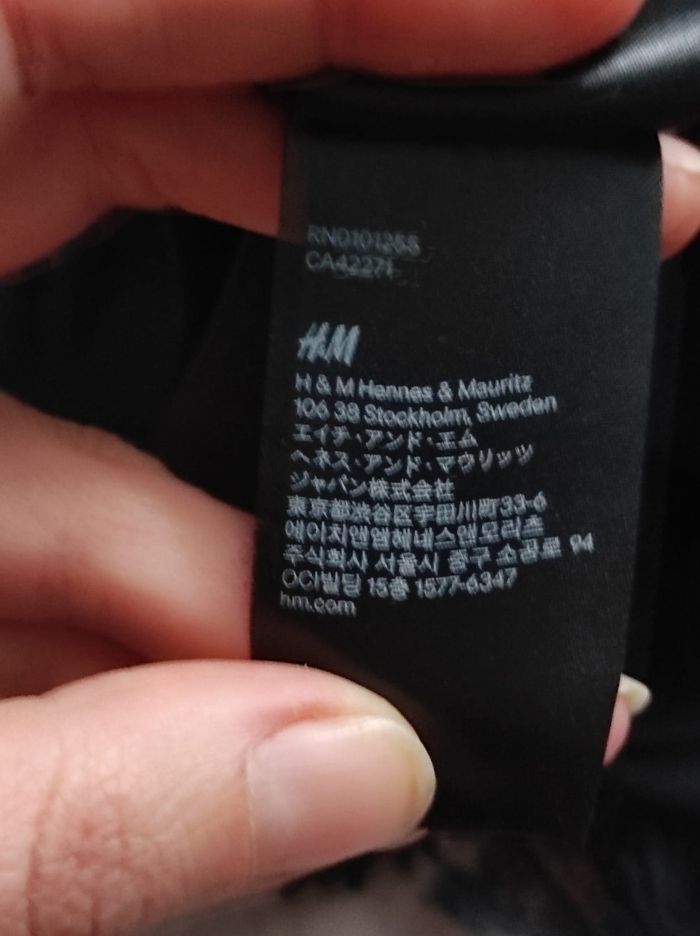 RN0101255
CA42271
H&M
H & M Hennes & Mauritz
106 38 Stockholm, Sweden
エイチ・アンド・エム
ヘネス・アンド・マウリッツ
ジャパン株式会社
東京都渋谷区宇田川町33-6
에이치앤엠헤네스앤모리츠
주식회사 서울시 중구 소공로 94
OCI빌딩 15층 1577-6347
hm.com